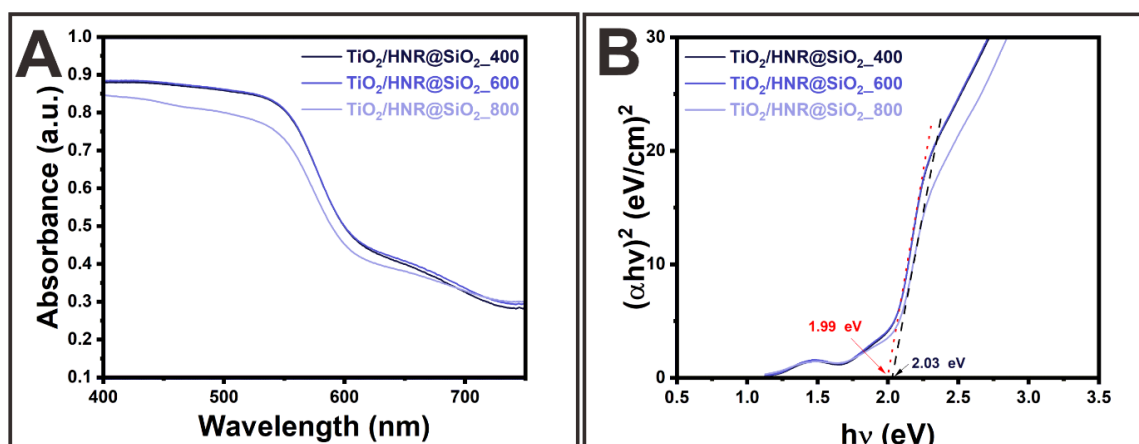 A
TiO₂/HNR@SiO₂_400
TiO₂/HNR@SiO₂_600
TiO₂/HNR@SiO₂_800
Absorbance (a.u.)
1.0
0.9
0.8
0.7
0.6
0.5
0.4
0.3
0.2
0.1
400 500 600 700
Wavelength (nm)
B
TiO₂/HNR@SiO₂_400
TiO₂/HNR@SiO₂_600
TiO₂/HNR@SiO₂_800
(αhν)² (eV/cm)²
30
20
10
0
1.99 eV
2.03 eV
0.5 1.0 1.5 2.0 2.5 3.0 3.5
hν (eV)